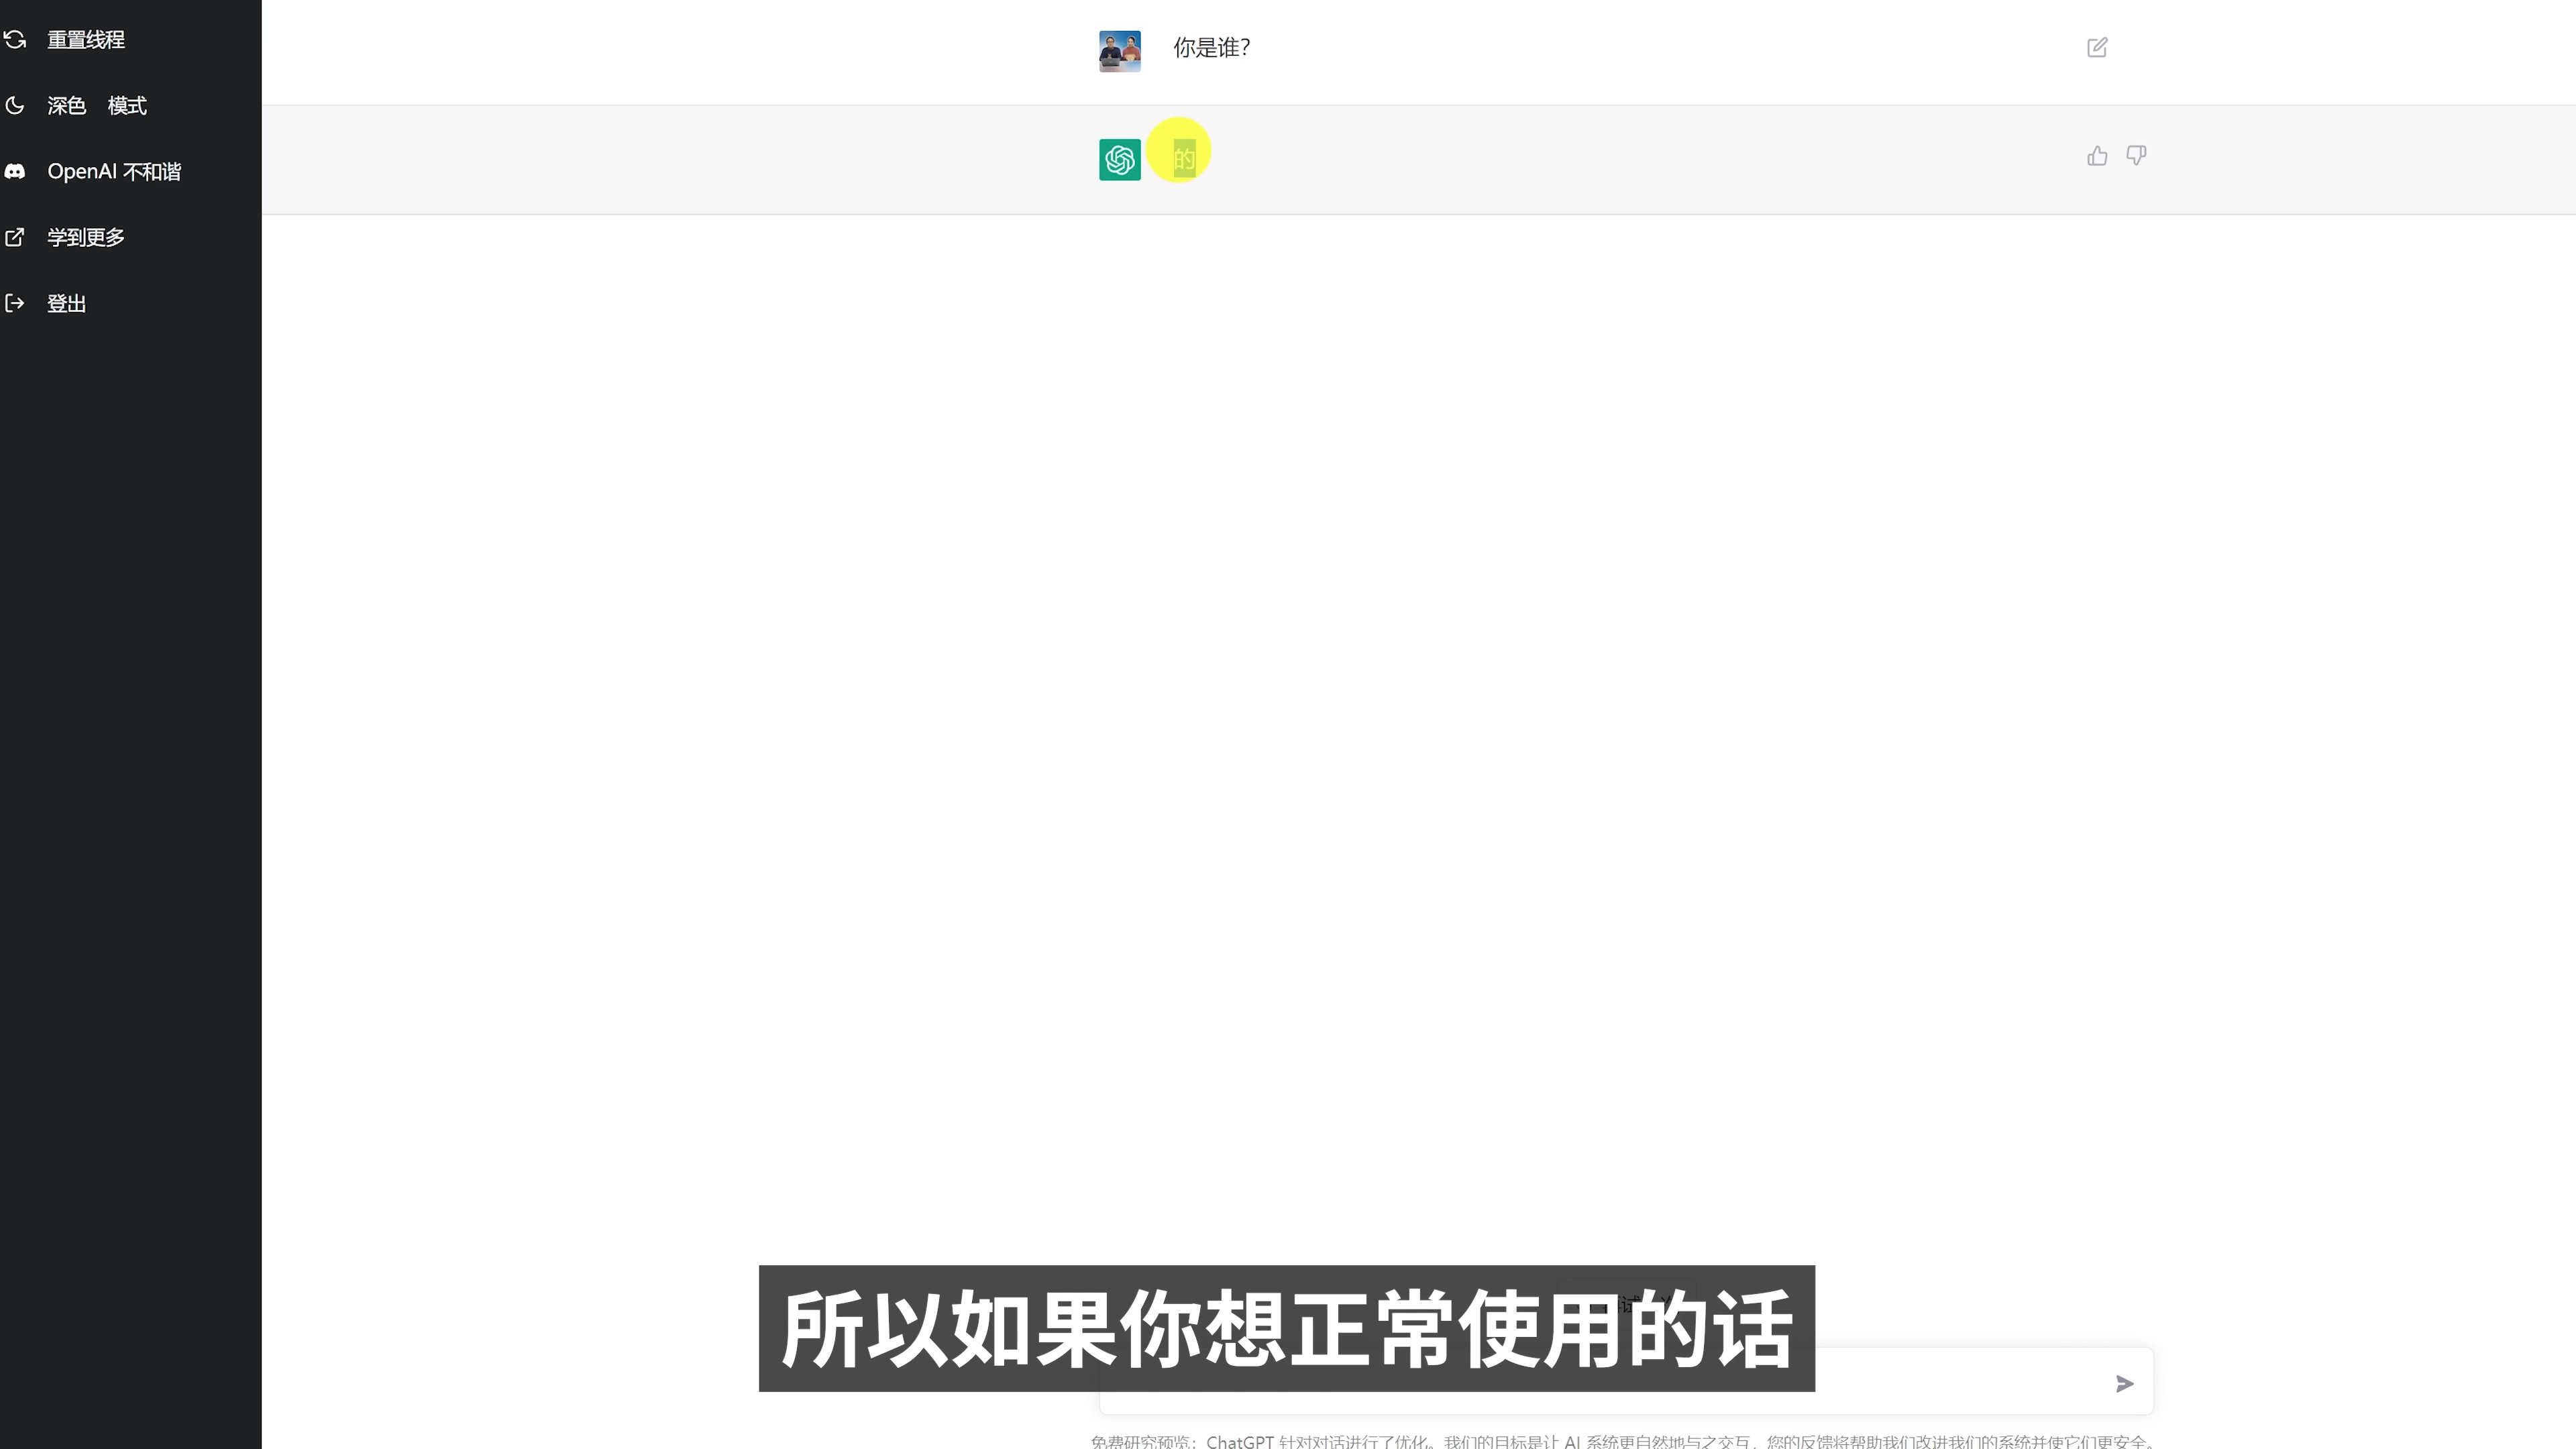 重置线程
深色 模式
OpenAI 不和谐
学到更多
登出
你是谁?
的
所以如果你想正常使用的话
免费研究预览：ChatGPT 针对对话进行了优化。我们的目标是让 AI 系统更自然地与之交互，您的反馈将帮助我们改进我们的系统并使它们更安全。